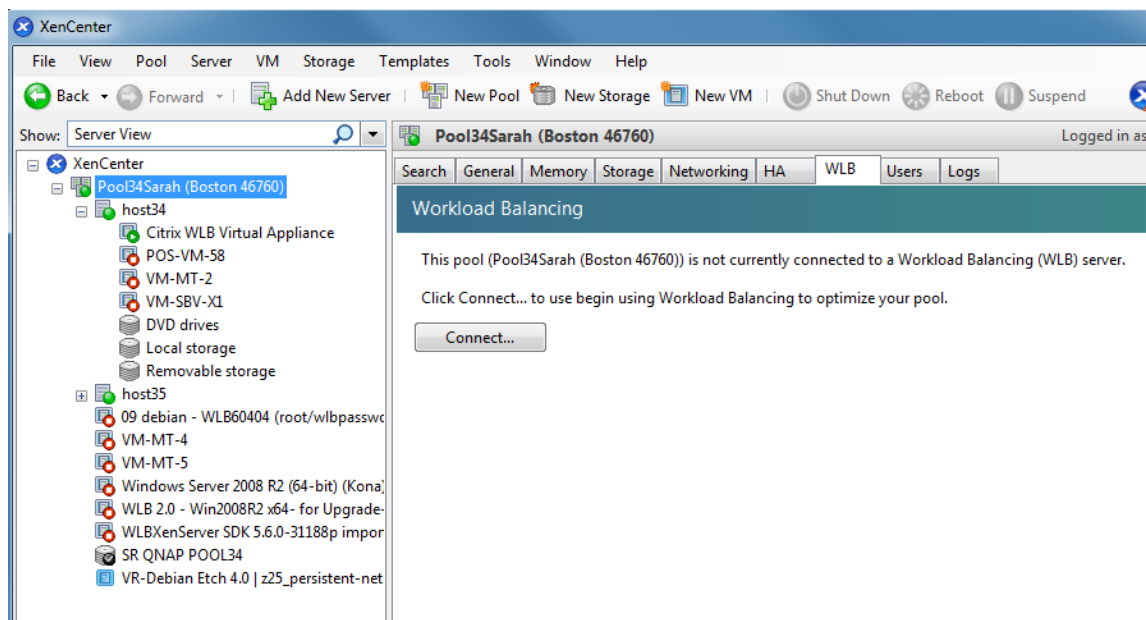 XenCenter
File View Pool Server VM Storage Templates Tools Window Help
Back Forward Add New Server New Pool New Storage New VM Shut Down Reboot Suspend
Show: Server View
Pool34Sarah (Boston 46760) Logged in as
XenCenter
Pool34Sarah (Boston 46760)
host34
Citrix WLB Virtual Appliance
POS-VM-58
VM-MT-2
VM-SBV-X1
DVD drives
Local storage
Removable storage
host35
09 debian - WLB60404 (root/wlbpasswo
VM-MT-4
VM-MT-5
Windows Server 2008 R2 (64-bit) (Kona)
WLB 2.0 - Win2008R2 x64- for Upgrade-
WLBXenServer SDK 5.6.0-31188p impor
SR QNAP POOL34
VR-Debian Etch 4.0 | z25_persistent-net
Search General Memory Storage Networking HA WLB Users Logs
Workload Balancing
This pool (Pool34Sarah (Boston 46760)) is not currently connected to a Workload Balancing (WLB) server.
Click Connect... to use begin using Workload Balancing to optimize your pool.
Connect...